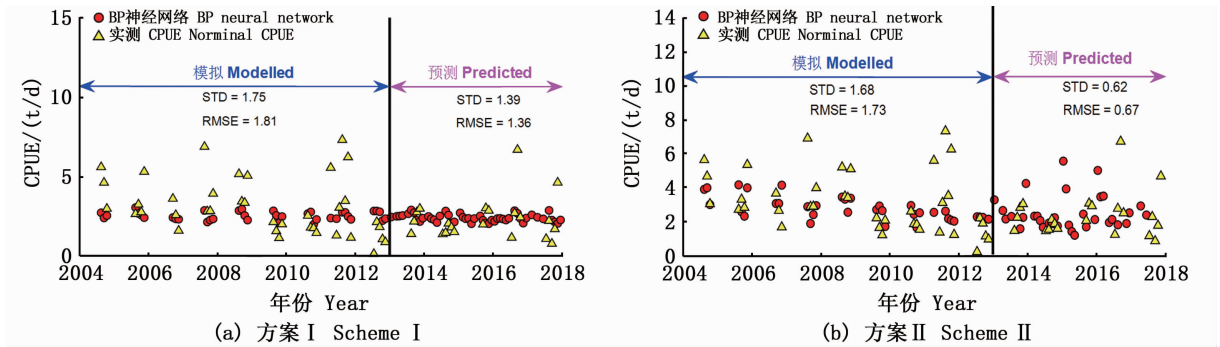 15
10
5
0
CPUE/(t/d)
BP神经网络 BP neural network
实测 CPUE Norminal CPUE
模拟 Modelled
预测 Predicted
STD = 1.75
STD = 1.39
RMSE = 1.81
RMSE = 1.36
2004 2006 2008 2010 2012 2014 2016 2018
年份 Year
(a) 方案Ⅰ Scheme Ⅰ
14
12
10
8
6
4
2
0
CPUE/(t/d)
BP神经网络 BP neural network
实测 CPUE Norminal CPUE
模拟 Modelled
预测 Predicted
STD = 1.68
STD = 0.62
RMSE = 1.73
RMSE = 0.67
2004 2006 2008 2010 2012 2014 2016 2018
年份 Year
(b) 方案Ⅱ Scheme Ⅱ